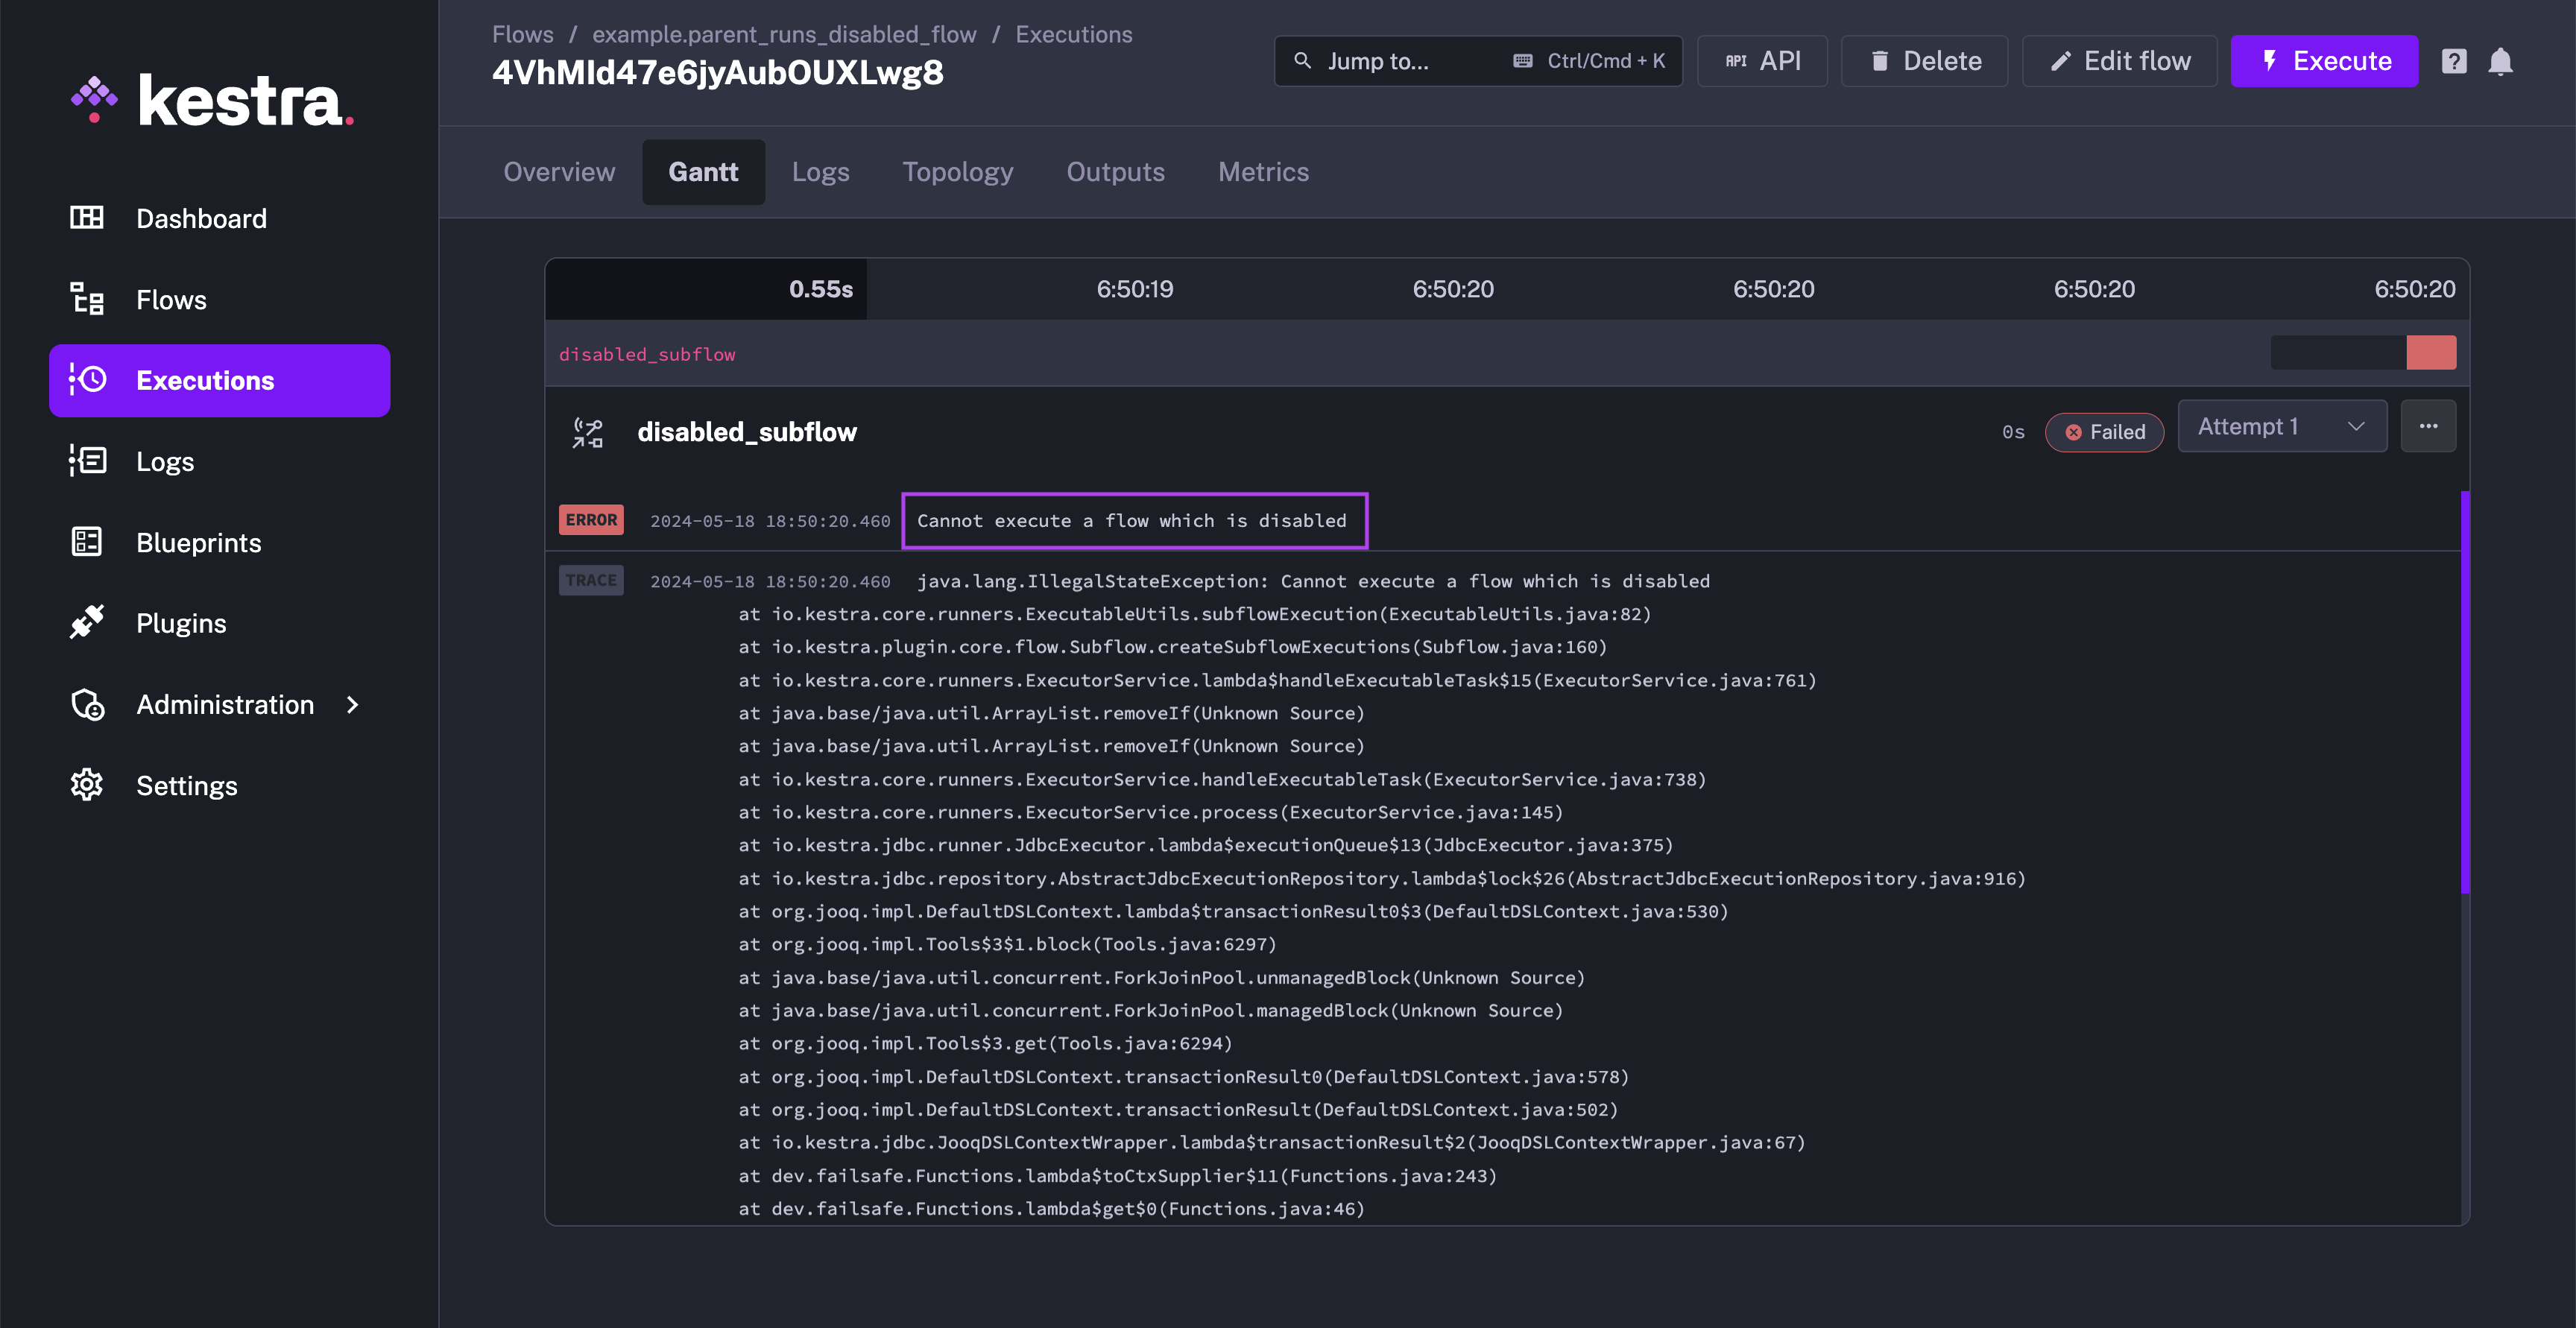 kestra.
Dashboard
Flows
Executions
Logs
Blueprints
Plugins
Administration
Settings
Flows / example.parent_runs_disabled_flow / Executions
4VhMId47e6jyAubOUXLwg8
Jump to... Ctrl/Cmd + K
API API
Delete
Edit flow
Execute
?
Overview Gantt Logs Topology Outputs Metrics
0.55s 6:50:19 6:50:20 6:50:20 6:50:20 6:50:20
disabled_subflow
disabled_subflow 0s Failed Attempt 1
ERROR 2024-05-18 18:50:20.460 Cannot execute a flow which is disabled
TRACE 2024-05-18 18:50:20.460 java.lang.IllegalStateException: Cannot execute a flow which is disabled
at io.kestra.core.runners.ExecutableUtils.subflowExecution(ExecutableUtils.java:82)
at io.kestra.plugin.core.flow.Subflow.createSubflowExecutions(Subflow.java:160)
at io.kestra.core.runners.ExecutorService.lambda$handleExecutableTask$15(ExecutorService.java:761)
at java.base/java.util.ArrayList.removeIf(Unknown Source)
at java.base/java.util.ArrayList.removeIf(Unknown Source)
at io.kestra.core.runners.ExecutorService.handleExecutableTask(ExecutorService.java:738)
at io.kestra.core.runners.ExecutorService.process(ExecutorService.java:145)
at io.kestra.jdbc.runner.JdbcExecutor.lambda$executionQueue$13(JdbcExecutor.java:375)
at io.kestra.jdbc.repository.AbstractJdbcExecutionRepository.lambda$lock$26(AbstractJdbcExecutionRepository.java:916)
at org.jooq.impl.DefaultDSLContext.lambda$transactionResult0$3(DefaultDSLContext.java:530)
at org.jooq.impl.Tools$3$1.block(Tools.java:6297)
at java.base/java.util.concurrent.ForkJoinPool.unmanagedBlock(Unknown Source)
at java.base/java.util.concurrent.ForkJoinPool.managedBlock(Unknown Source)
at org.jooq.impl.Tools$3.get(Tools.java:6294)
at org.jooq.impl.DefaultDSLContext.transactionResult0(DefaultDSLContext.java:578)
at org.jooq.impl.DefaultDSLContext.transactionResult(DefaultDSLContext.java:502)
at io.kestra.jdbc.JooqDSLContextWrapper.lambda$transactionResult$2(JooqDSLContextWrapper.java:67)
at dev.failsafe.Functions.lambda$toCtxSupplier$11(Functions.java:243)
at dev.failsafe.Functions.lambda$get$0(Functions.java:46)